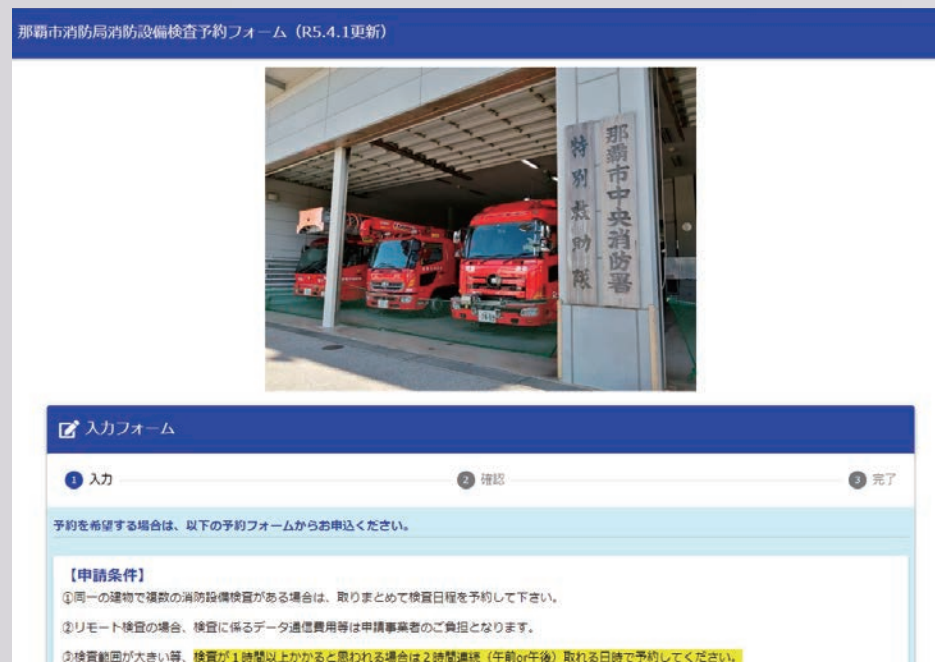 那覇市消防局消防設備検査予約フォーム（R5.4.1更新）
那覇市中央消防署
特別救助隊
入力フォーム
1 入力 2 確認 3 完了
予約を希望する場合は、以下の予約フォームからお申込ください。
【申請条件】
①同一の建物で複数の消防設備検査がある場合は、取りまとめて検査日程を予約して下さい。
②リモート検査の場合、検査に係るデータ通信費用等は申請事業者のご負担となります。
③検査範囲が大きい等、検査が１時間以上かかると思われる場合は２時間連続（午前or午後）取れる日時で予約してください。